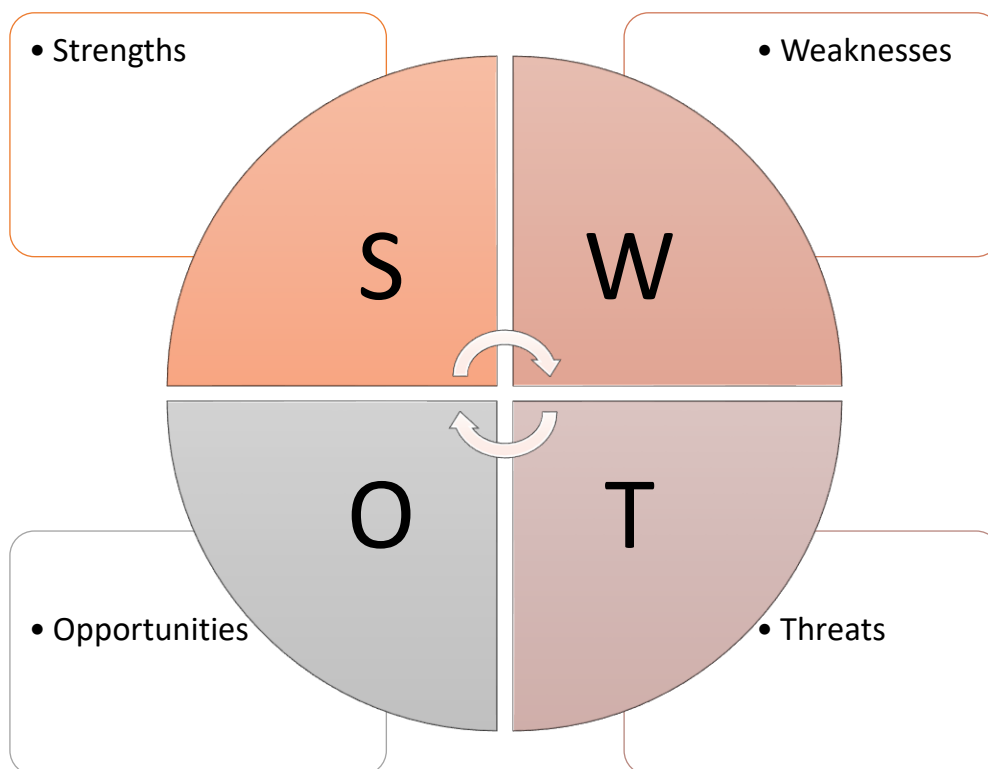 • Strengths
• Weaknesses
S
W
O
T
• Opportunities
• Threats